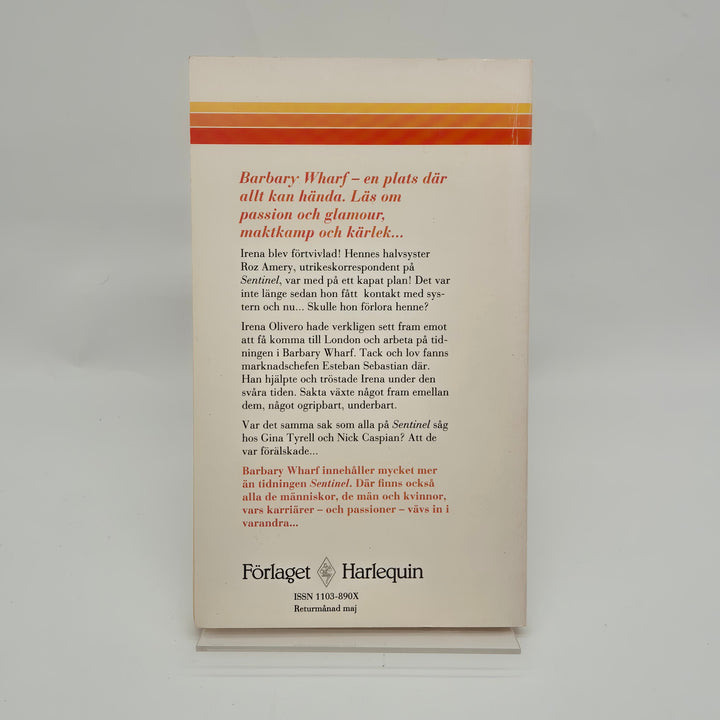 Barbary Wharf – en plats där
allt kan hända. Läs om
passion och glamour,
maktkamp och kärlek...
Irena blev förtvivlad! Hennes halvsyster
Roz Amery, utrikeskorrespondent på
Sentinel, var med på ett kapat plan! Det var
inte länge sedan hon fått kontakt med sys-
tern och nu... Skulle hon förlora henne?
Irena Olivero hade verkligen sett fram emot
att få komma till London och arbeta på tid-
ningen i Barbary Wharf. Tack och lov fanns
marknadschefen Esteban Sebastian där.
Han hjälpte och tröstade Irena under den
svåra tiden. Sakta växte något fram emellan
dem, något ogripbart, underbart.
Var det samma sak som alla på Sentinel såg
hos Gina Tyrell och Nick Caspian? Att de
var förälskade...
Barbary Wharf innehåller mycket mer
än tidningen Sentinel. Där finns också
alla de människor, de män och kvinnor,
vars karriärer – och passioner – vävs in i
varandra...
Förlaget Harlequin
ISSN 1103-890X
Returmånad maj